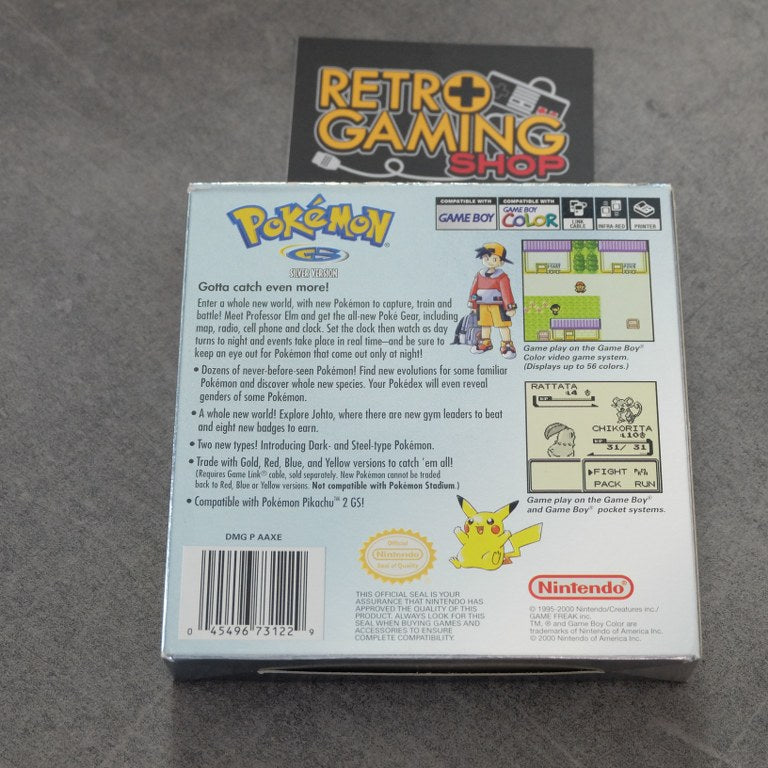 RETRO
GAMING
SHOP
POKéMON
GS
SILVER VERSION
COMPATIBLE WITH
GAME BOY
COMPATIBLE WITH
GAME BOY
COLOR
LINK
CABLE
INFRA-RED
PRINTER
Gotta catch even more!
Enter a whole new world, with new Pokémon to capture, train and
battle! Meet Professor Elm and get the all-new Poké Gear, including
map, radio, cell phone and clock. Set the clock then watch as day
turns to night and events take place in real time—and be sure to
keep an eye out for Pokémon that come out only at night!
• Dozens of never-before-seen Pokémon! Find new evolutions for some familiar
Pokémon and discover whole new species. Your Pokédex will even reveal
genders of some Pokémon.
• A whole new world! Explore Johto, where there are new gym leaders to beat
and eight new badges to earn.
• Two new types! Introducing Dark- and Steel-type Pokémon.
• Trade with Gold, Red, Blue, and Yellow versions to catch 'em all!
(Requires Game Link® cable, sold separately. New Pokémon cannot be traded
back to Red, Blue or Yellow versions. Not compatible with Pokémon Stadium.)
• Compatible with Pokémon Pikachu™ 2 GS!
Game play on the Game Boy®
Color video game system.
(Displays up to 56 colors.)
RATTATA
:L4
HP:
CHIKORITA
:L10
HP:
31/ 31
▶FIGHT PKMN
PACK RUN
Game play on the Game Boy®
and Game Boy® pocket systems.
DMG P AAXE
0 45496 73122 9
Official
Nintendo
Seal of Quality
THIS OFFICIAL SEAL IS YOUR
ASSURANCE THAT NINTENDO HAS
APPROVED THE QUALITY OF THIS
PRODUCT. ALWAYS LOOK FOR THIS
SEAL WHEN BUYING GAMES AND
ACCESSORIES TO ENSURE
COMPLETE COMPATIBILITY.
Nintendo®
© 1995-2000 Nintendo/Creatures inc./
GAME FREAK inc.
TM, ® and Game Boy Color are
trademarks of Nintendo of America Inc.
© 2000 Nintendo of America Inc.